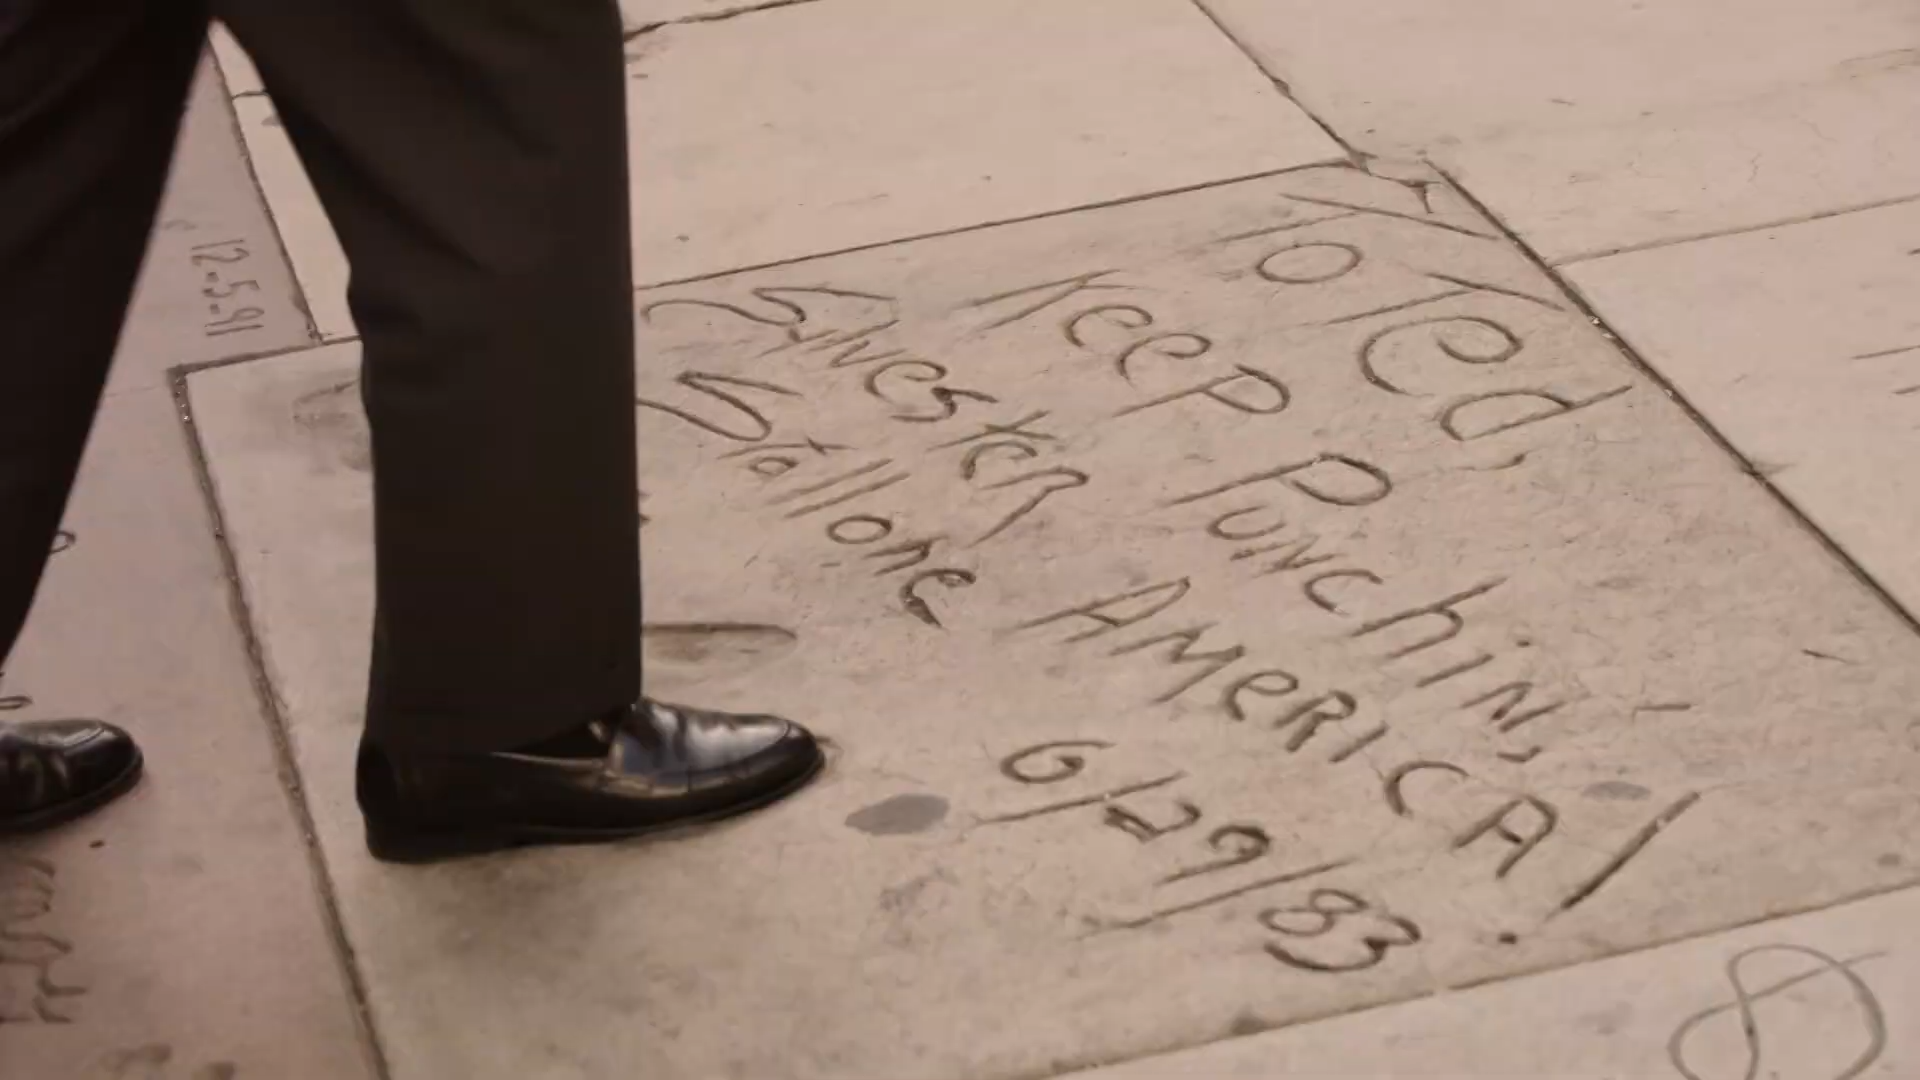 To Ted,
Keep Punchin,'
AMERICA!
Sylvester
Stallone
6/29/83
12-5-91